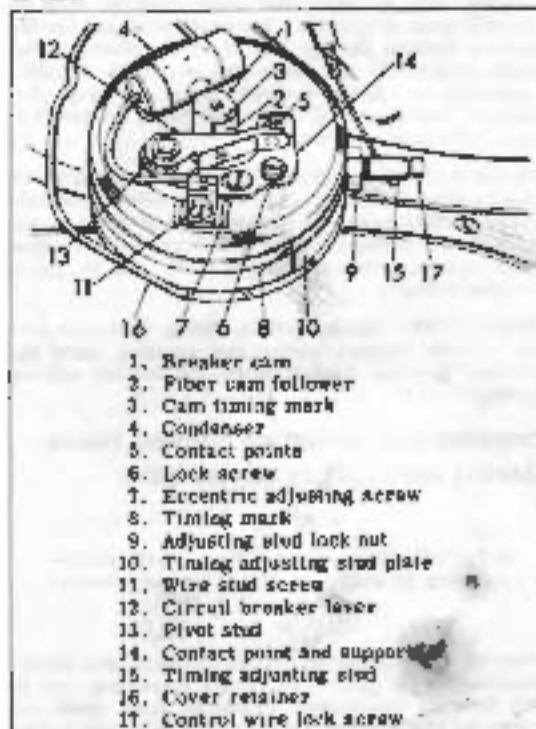 12 4 1
3
2 5
14
13
11
16 7 6 8 10
9 15 17
1. Breaker cam
2. Fiber cam follower
3. Cam timing mark
4. Condenser
5. Contact points
6. Lock screw
7. Eccentric adjusting screw
8. Timing mark
9. Adjusting stud lock nut
10. Timing adjusting stud plate
11. Wire stud screw
12. Circuit breaker lever
13. Pivot stud
14. Contact point and support
15. Timing adjusting stud
16. Cover retainer
17. Control wire lock screw